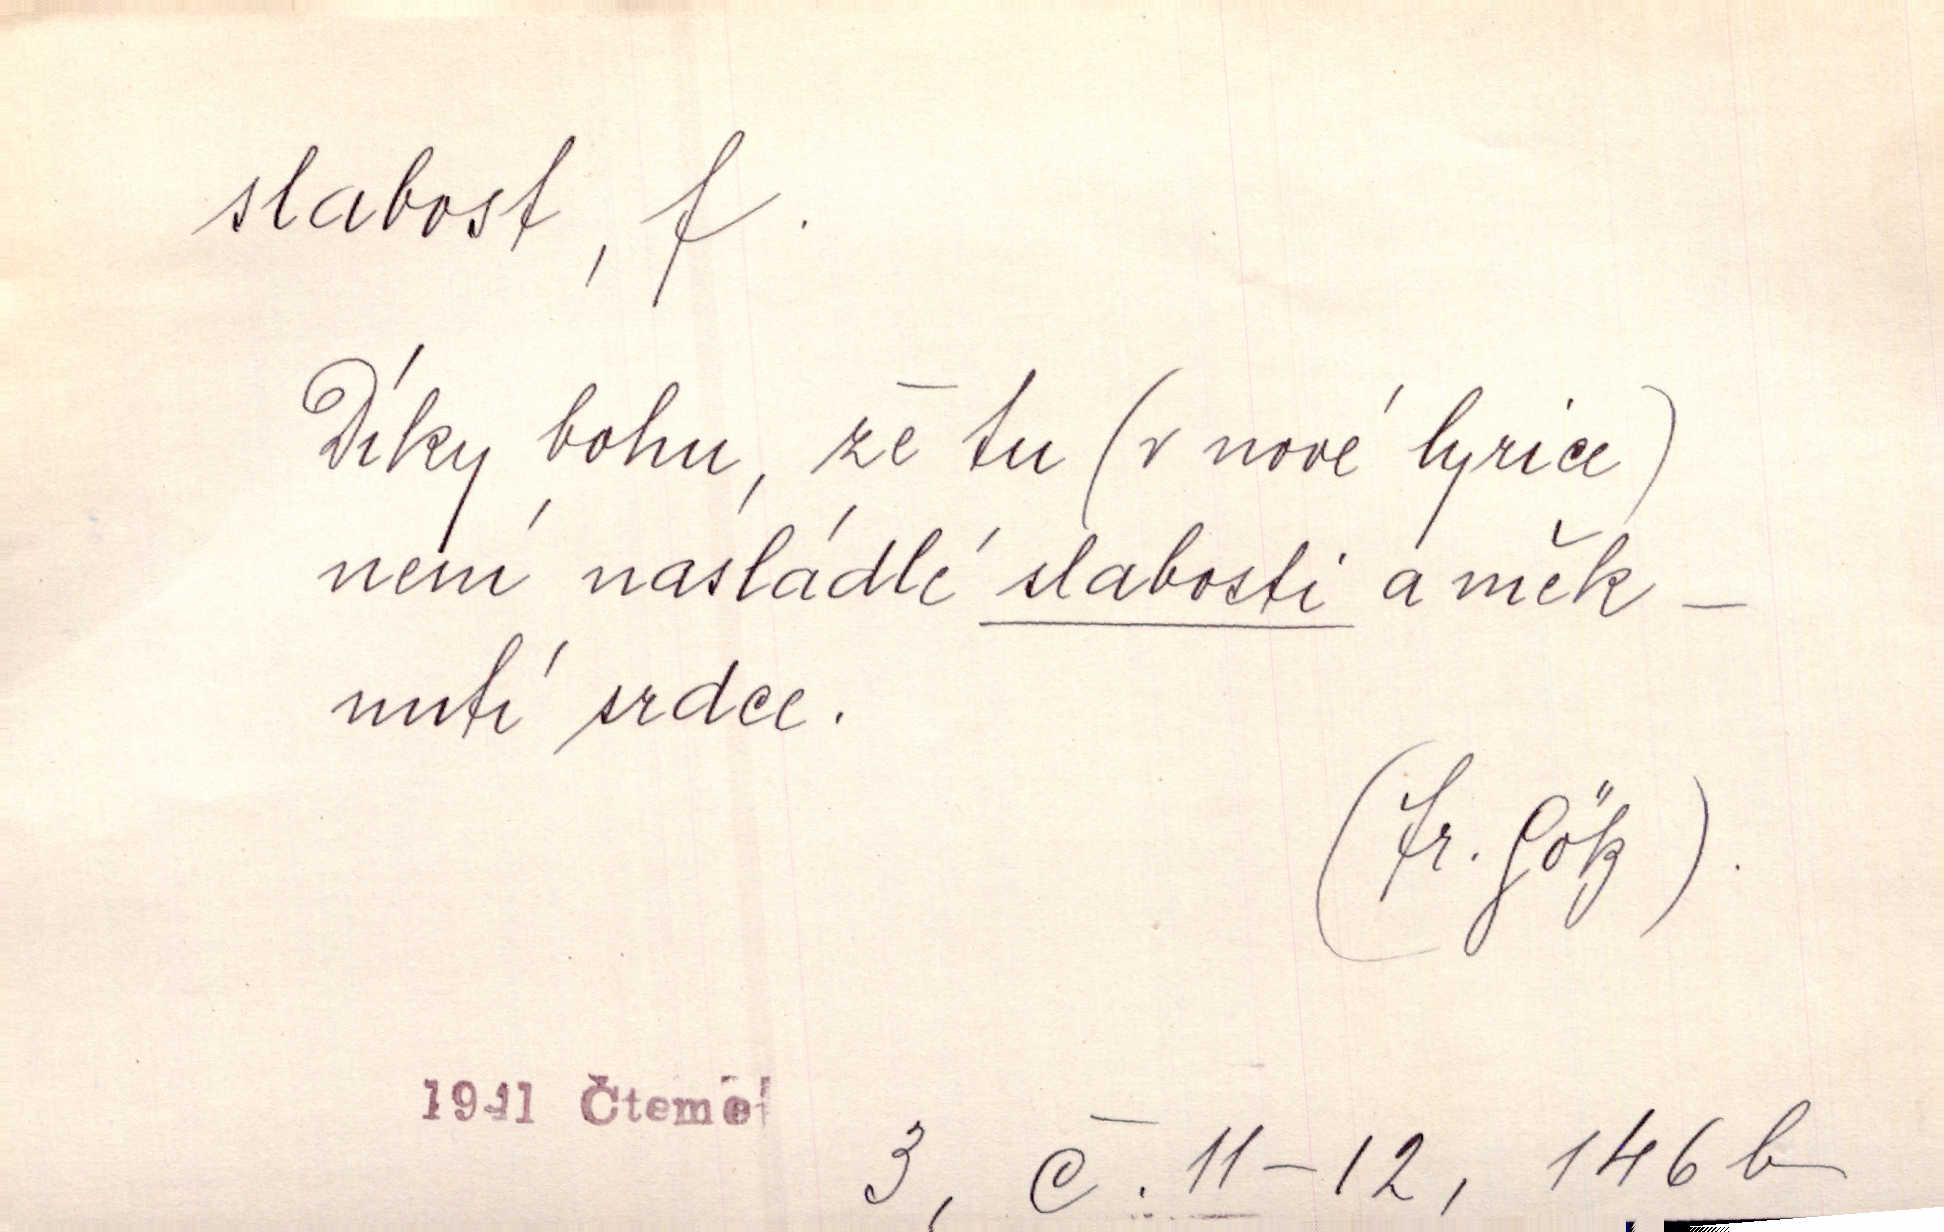 slabost, f.
Díky bohu, že tu (v nové lyrice)
není nasládlé slabosti a měk-
nutí srdce.
(Fr. Götz).
1941 Čteme
3, č. 11-12, 146 b